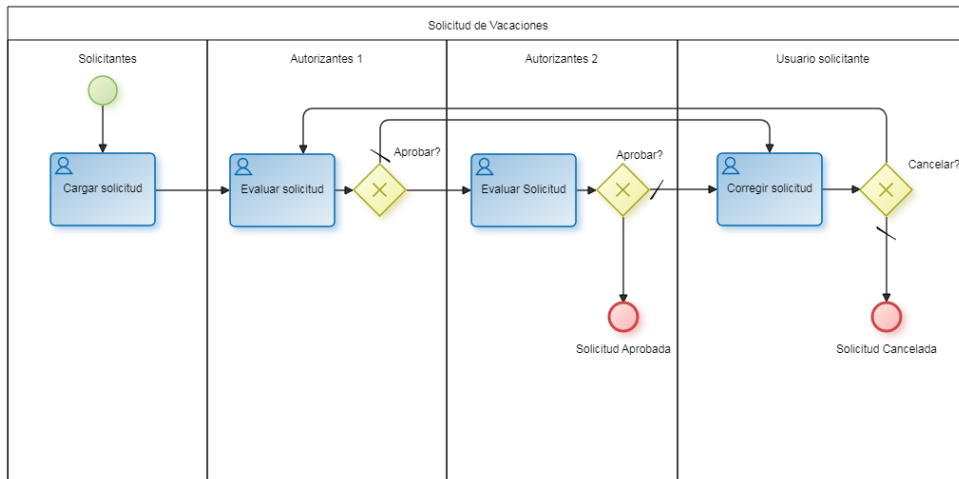 Solicitud de Vacaciones
Solicitantes
Autorizantes 1
Autorizantes 2
Usuario solicitante
Aprobar?
Aprobar?
Cancelar?
Cargar solicitud
Evaluar solicitud
Evaluar Solicitud
Corregir solicitud
Solicitud Aprobada
Solicitud Cancelada